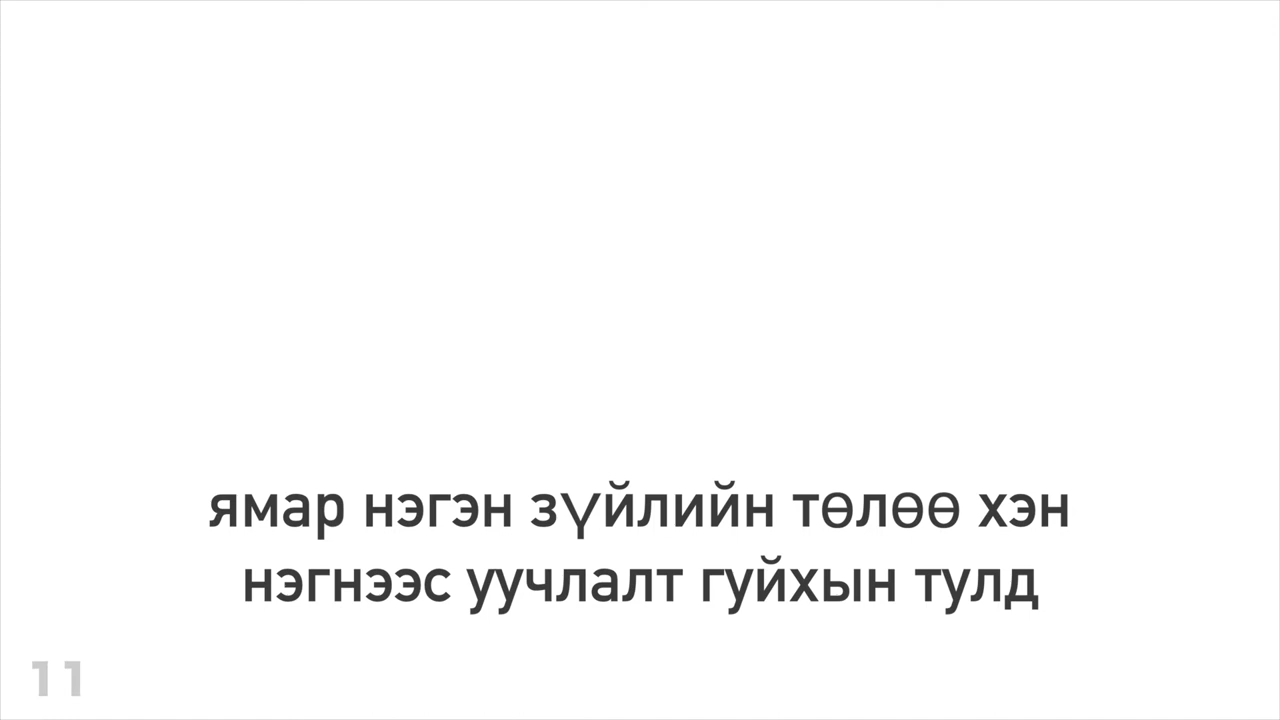 ямар нэгэн зүйлийн төлөө хэн
нэгнээс уучлалт гуйхын тулд
11